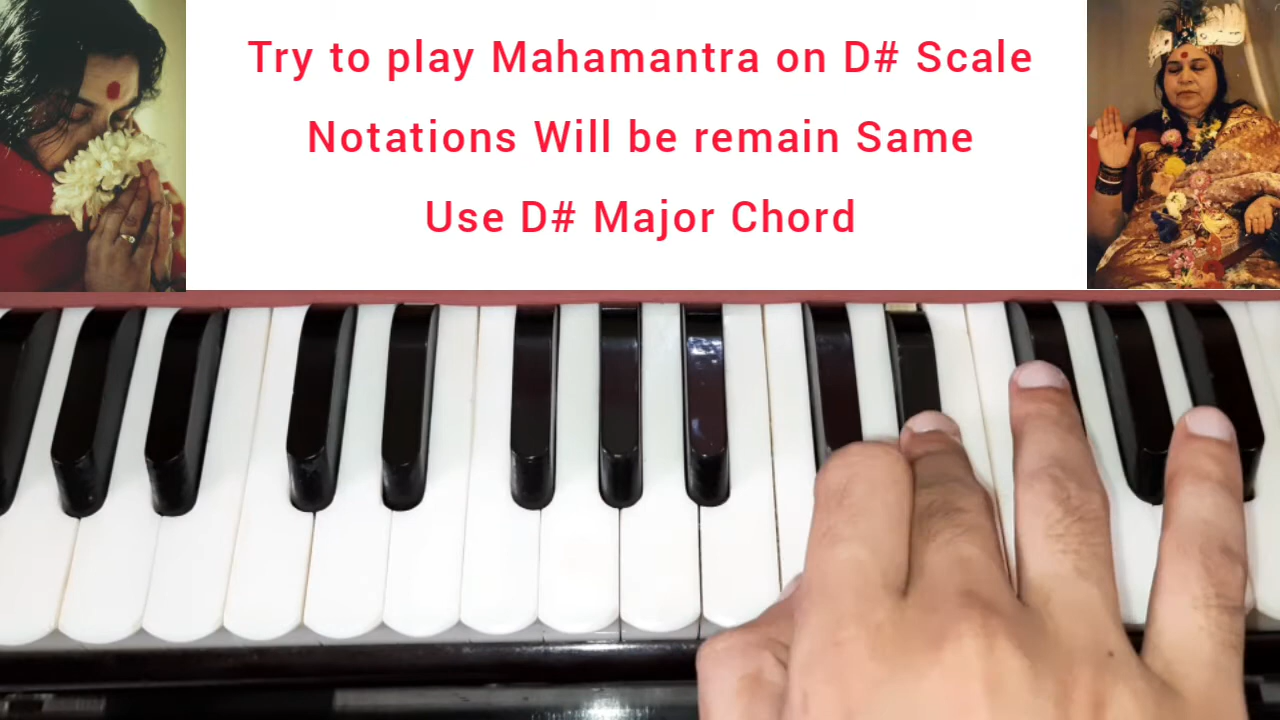 Try to play Mahamantra on D# Scale
Notations Will be remain Same
Use D# Major Chord